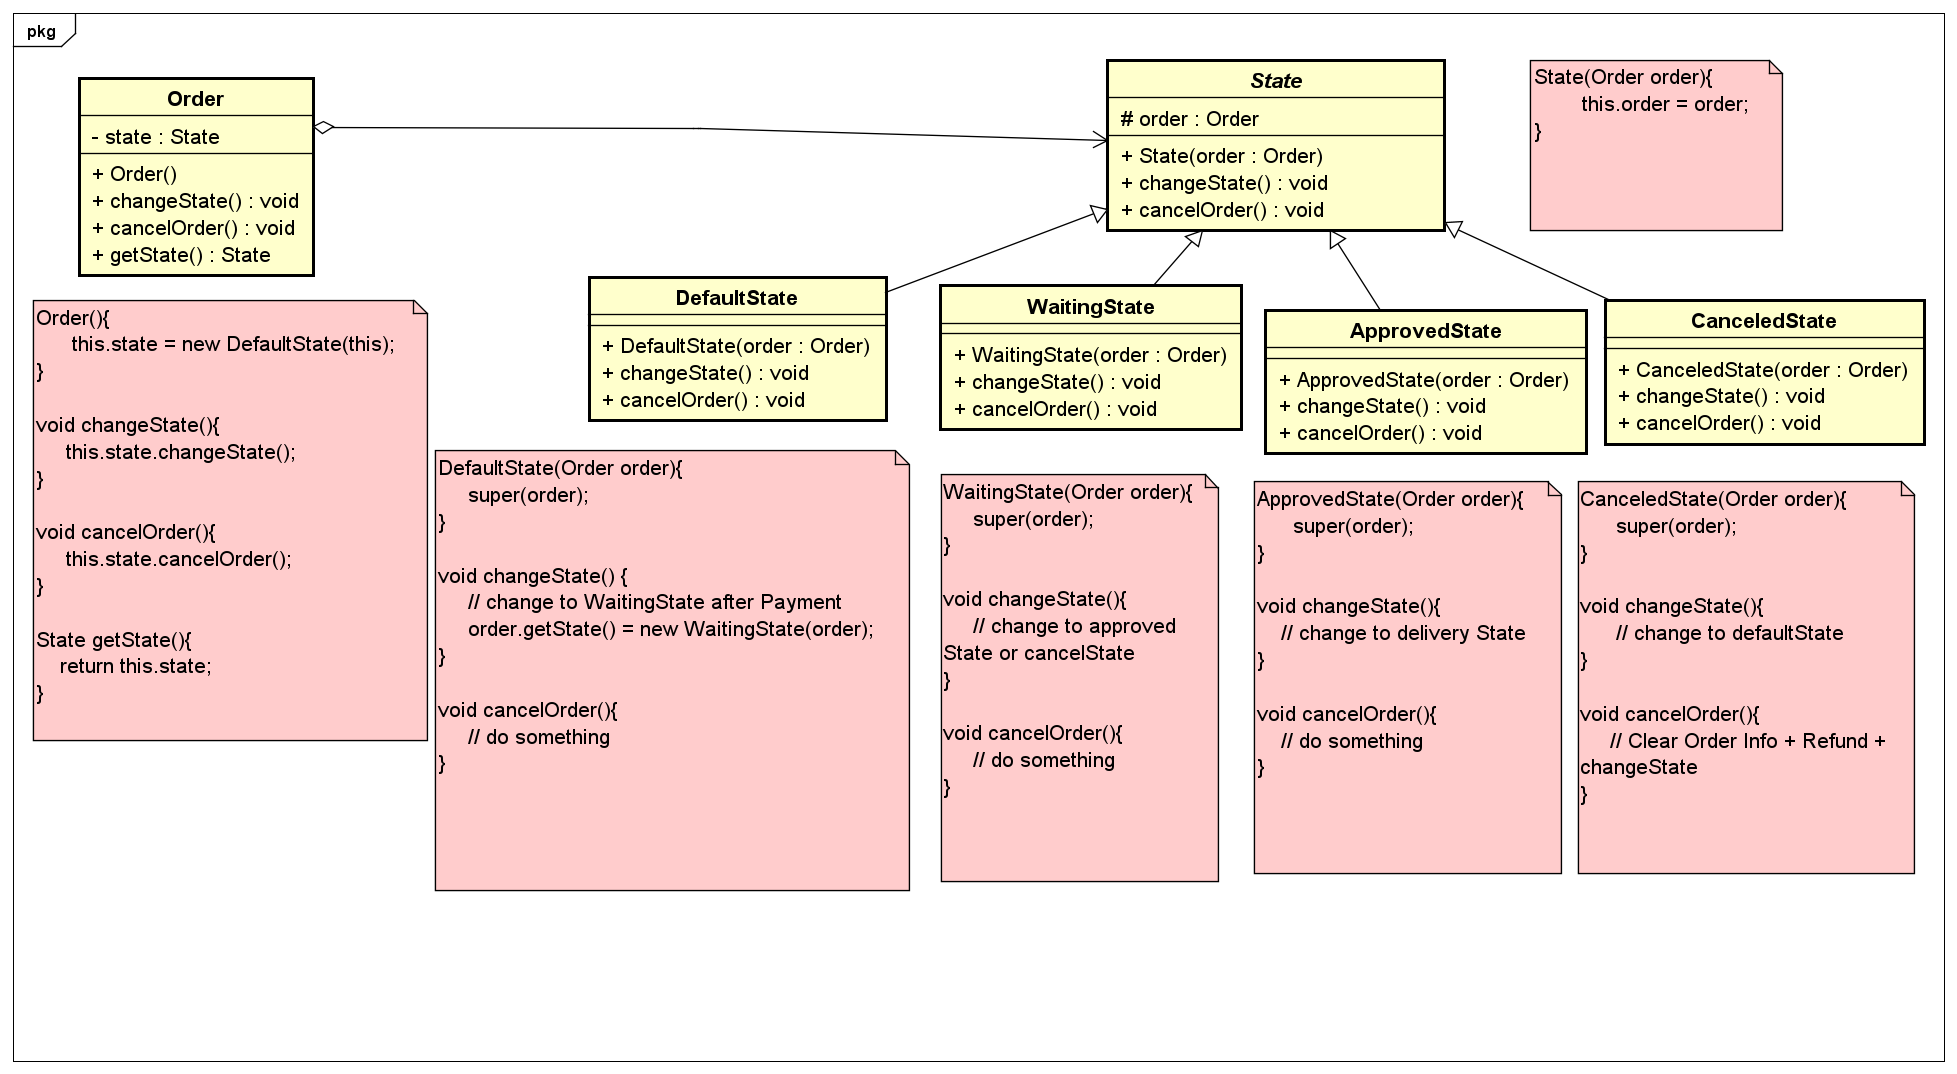 pkg
Order
- state : State
+ Order()
+ changeState() : void
+ cancelOrder() : void
+ getState() : State
State
# order : Order
+ State(order : Order)
+ changeState() : void
+ cancelOrder() : void
State(Order order){
this.order = order;
}
DefaultState
+ DefaultState(order : Order)
+ changeState() : void
+ cancelOrder() : void
WaitingState
+ WaitingState(order : Order)
+ changeState() : void
+ cancelOrder() : void
ApprovedState
+ ApprovedState(order : Order)
+ changeState() : void
+ cancelOrder() : void
CanceledState
+ CanceledState(order : Order)
+ changeState() : void
+ cancelOrder() : void
Order(){
this.state = new DefaultState(this);
}
void changeState(){
this.state.changeState();
}
void cancelOrder(){
this.state.cancelOrder();
}
State getState(){
return this.state;
}
DefaultState(Order order){
super(order);
}
void changeState() {
// change to WaitingState after Payment
order.getState() = new WaitingState(order);
}
void cancelOrder(){
// do something
}
WaitingState(Order order){
super(order);
}
void changeState(){
// change to approved
State or cancelState
}
void cancelOrder(){
// do something
}
ApprovedState(Order order){
super(order);
}
void changeState(){
// change to delivery State
}
void cancelOrder(){
// do something
}
CanceledState(Order order){
super(order);
}
void changeState(){
// change to defaultState
}
void cancelOrder(){
// Clear Order Info + Refund +
changeState
}